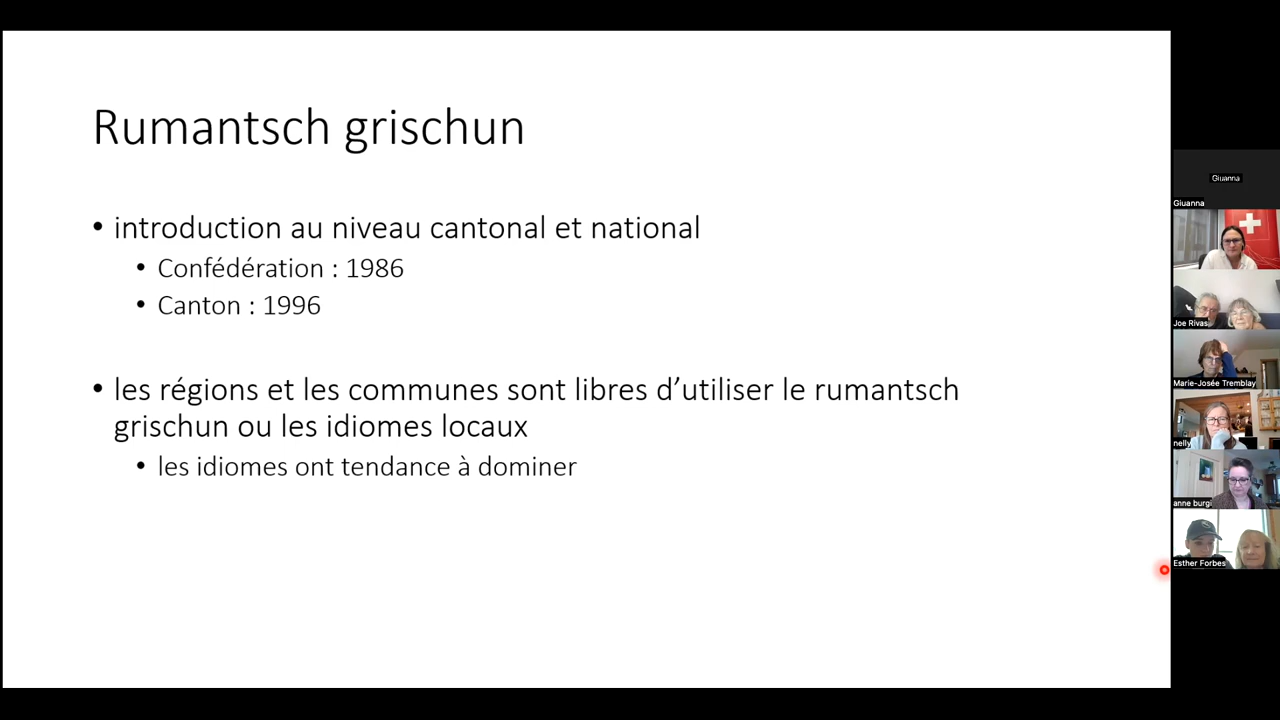 Rumantsch grischun
• introduction au niveau cantonal et national
• Confédération : 1986
• Canton : 1996
• les régions et les communes sont libres d’utiliser le rumantsch
grischun ou les idiomes locaux
• les idiomes ont tendance à dominer
Giuanna
Giuanna
Joe Rivas
Marie-Josée Tremblay
nelly
anne burgi
Esther Forbes